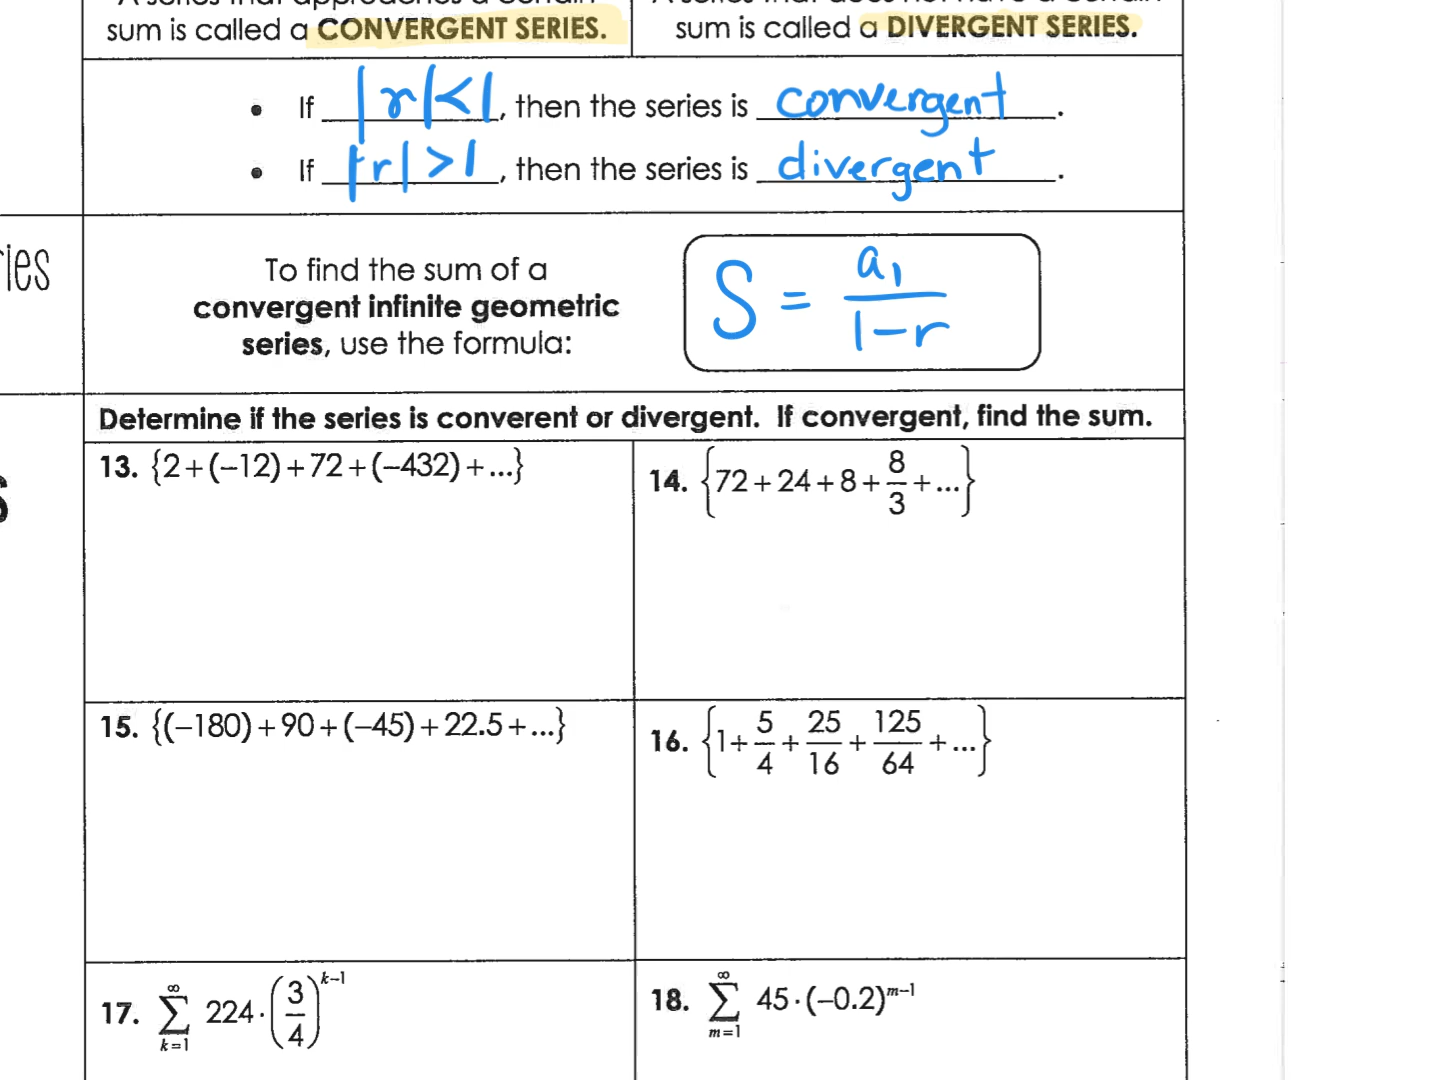 sum is called a CONVERGENT SERIES.
sum is called a DIVERGENT SERIES.
• If |r|<1, then the series is convergent.
• If |r|>1, then the series is divergent.
ries
To find the sum of a
convergent infinite geometric
series, use the formula:
S = a₁/(1-r)
Determine if the series is converent or divergent. If convergent, find the sum.
13. {2+(−12)+72+(−432)+...}
14. {72+24+8+8/3+...}
15. {(−180)+90+(−45)+22.5+...}
16. {1+5/4+25/16+125/64+...}
17. ∞ ∑ k=1 224·(3/4)^(k−1)
18. ∞ ∑ m=1 45·(−0.2)^(m−1)